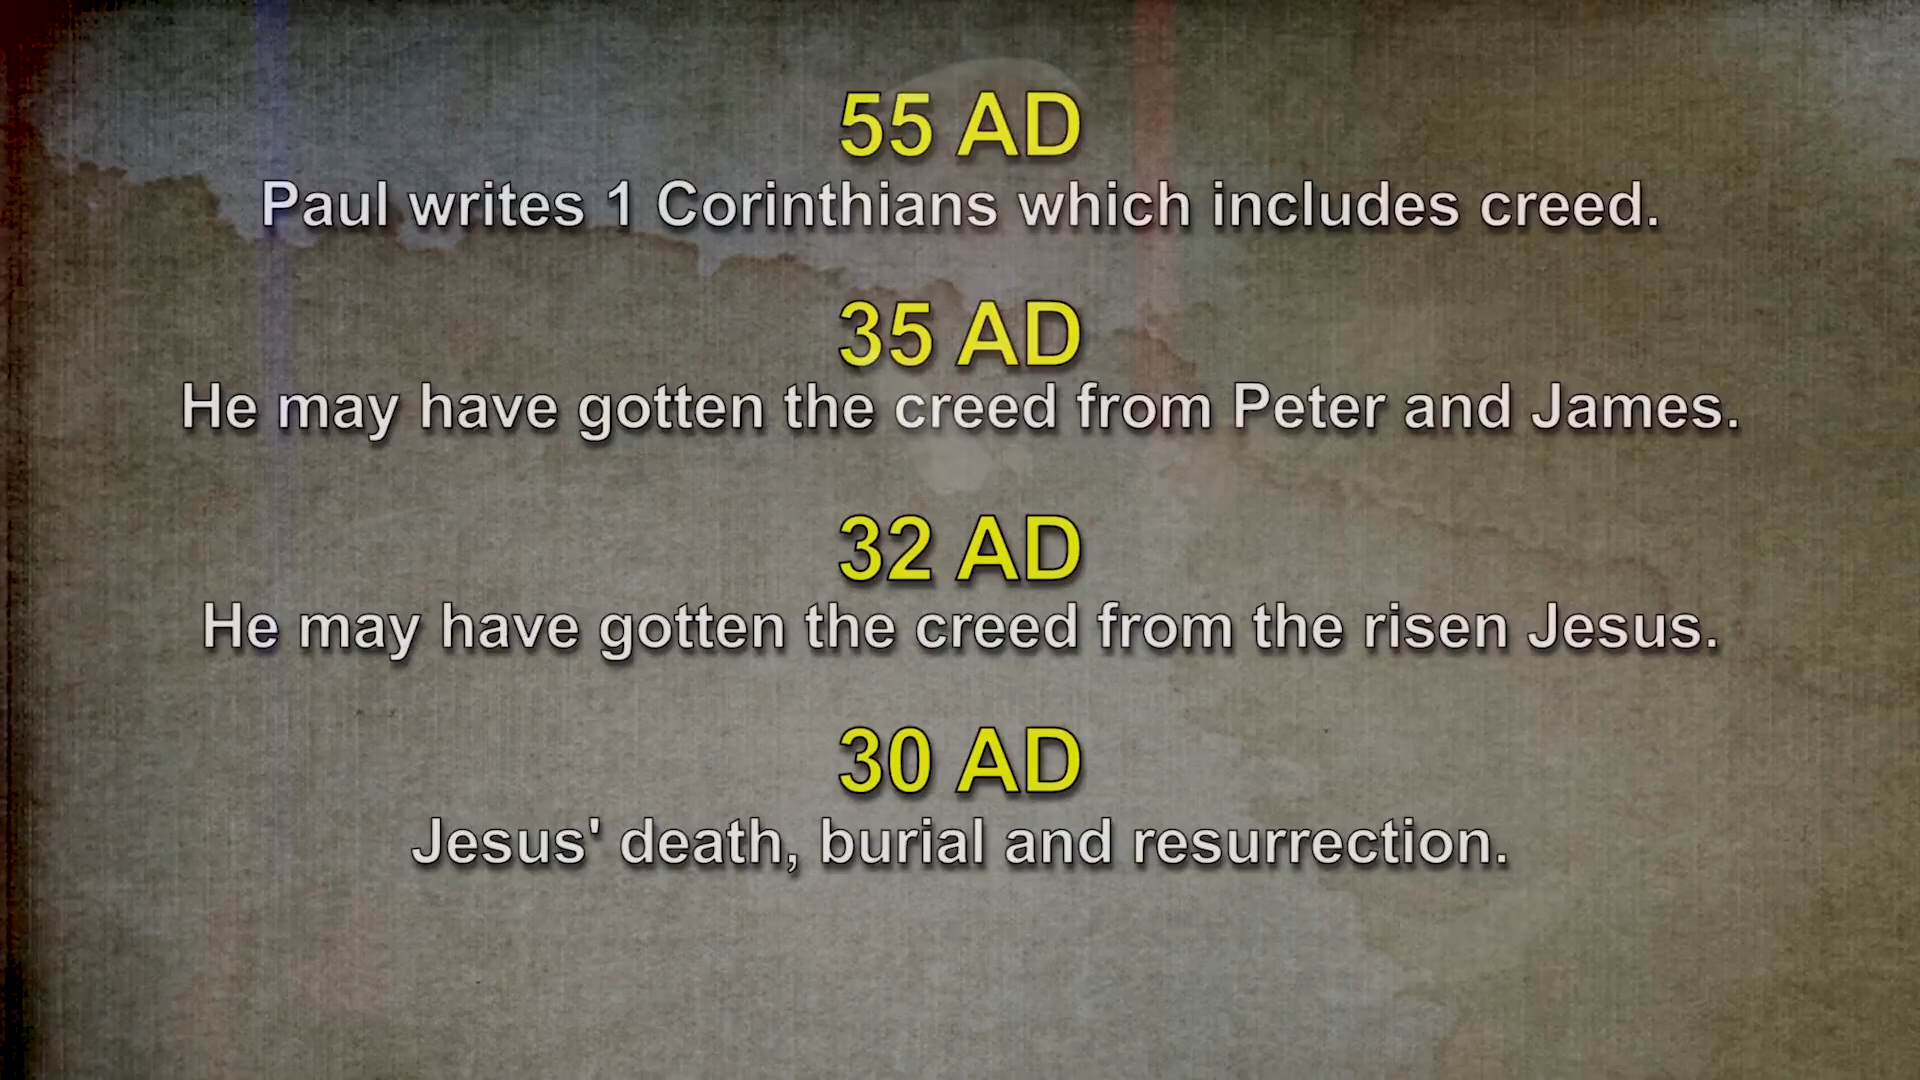 55 AD
Paul writes 1 Corinthians which includes creed.
35 AD
He may have gotten the creed from Peter and James.
32 AD
He may have gotten the creed from the risen Jesus.
30 AD
Jesus' death, burial and resurrection.